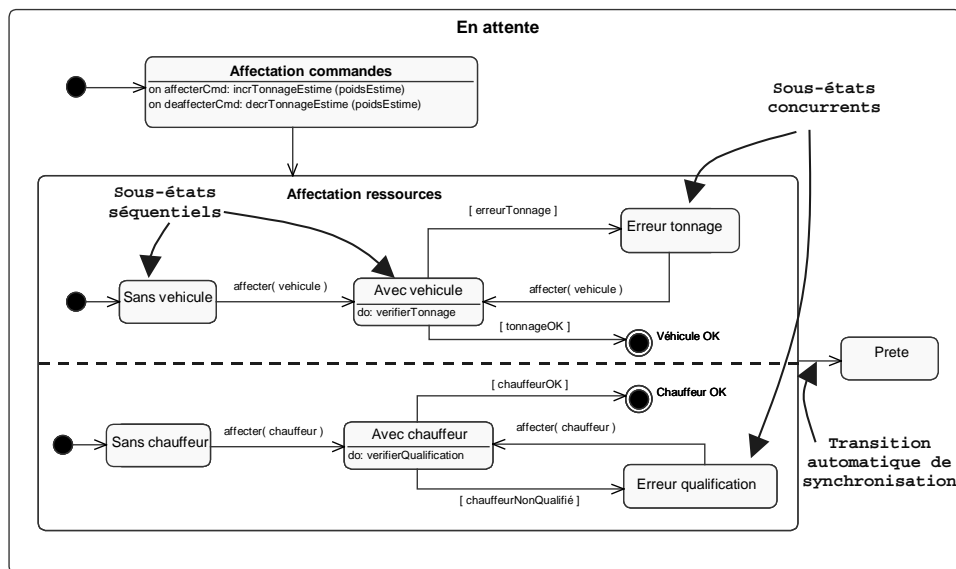 En attente
Affectation commandes
on affecterCmd: incrTonnageEstime (poidsEstime)
on deaffecterCmd: decrTonnageEstime (poidsEstime)
Sous-états
concurrents
Affectation ressources
Sous-états
séquentiels
[ erreurTonnage ]
Erreur tonnage
Sans vehicule
affecter( vehicule )
Avec vehicule
do: verifierTonnage
affecter( vehicule )
[ tonnageOK ]
Véhicule OK
Prete
[ chauffeurOK ]
Chauffeur OK
Sans chauffeur
affecter( chauffeur )
Avec chauffeur
do: verifierQualification
affecter( chauffeur )
Erreur qualification
[ chauffeurNonQualifié ]
Transition
automatique de
synchronisation